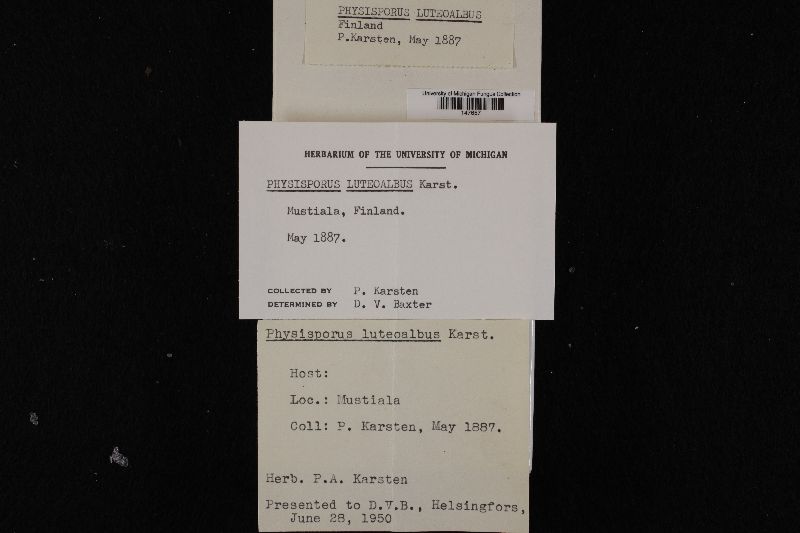 PHYSISPORUS LUTEOALBUS
Finland
P.Karsten, May 1887
University of Michigan Fungus Collection
HERBARIUM OF THE UNIVERSITY OF MICHIGAN
PHYSISPORUS LUTEOALBUS Karst.
Mustiala, Finland.
May 1887.
COLLECTED BY P. Karsten
DETERMINED BY D. V. Baxter
Physisporus luteoalbus Karst.
Host:
Loc.: Mustiala
Coll: P. Karsten, May 1887.
Herb. P.A. Karsten
Presented to D.V.B., Helsingfors,
June 28, 1950